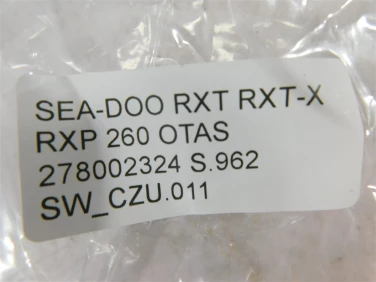 SEA-DOO RXT RXT-X
RXP 260 OTAS
278002324 S.962
SW_CZU.011